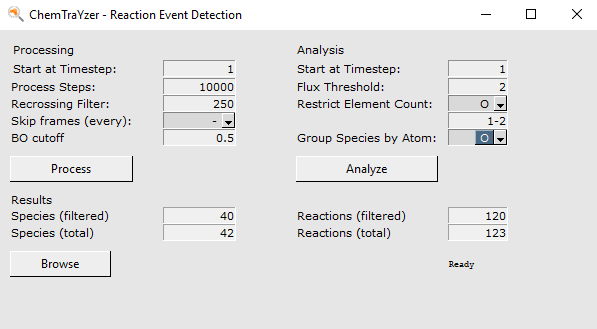 ChemTraYzer - Reaction Event Detection
Processing Analysis
Start at Timestep: 1 Start at Timestep: 1
Process Steps: 10000 Flux Threshold: 2
Recrossing Filter: 250 Restrict Element Count: O
Skip frames (every): - 1-2
BO cutoff 0.5 Group Species by Atom: O
Process Analyze
Results
Species (filtered) 40 Reactions (filtered) 120
Species (total) 42 Reactions (total) 123
Browse Ready